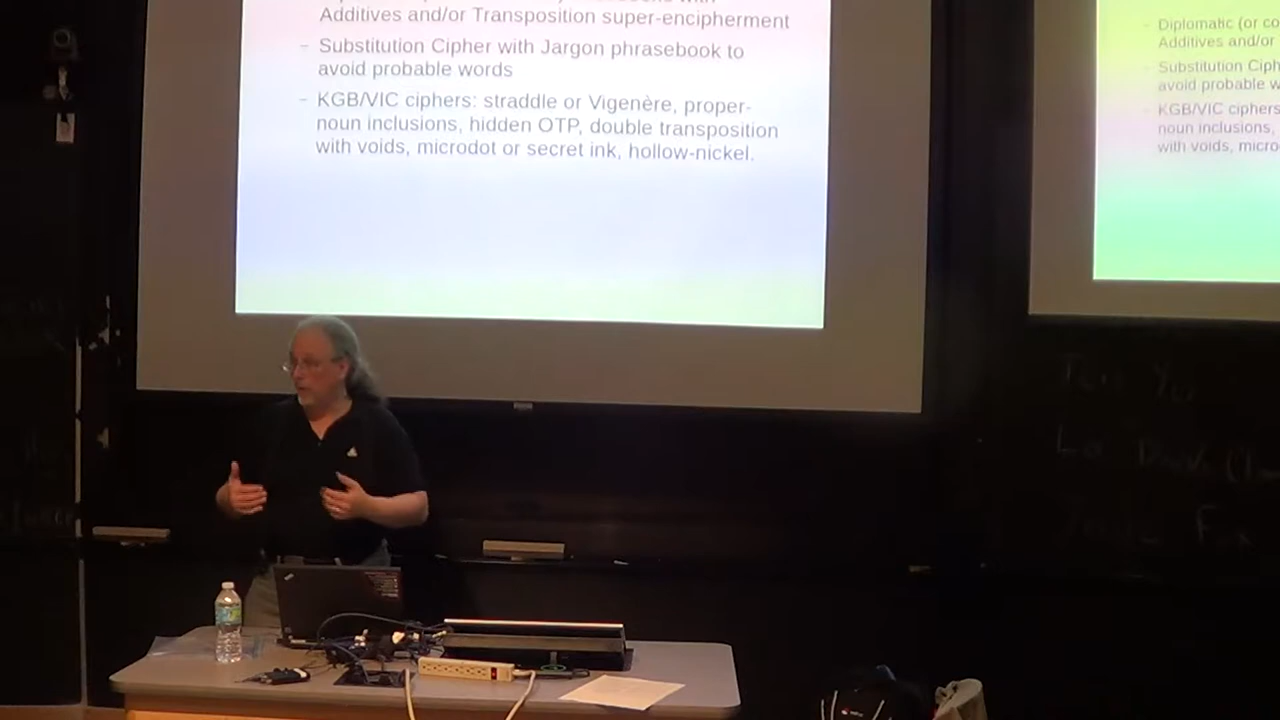 Additives and/or Transposition super-encipherment
– Substitution Cipher with Jargon phrasebook to
avoid probable words
– KGB/VIC ciphers: straddle or Vigenère, proper-
noun inclusions, hidden OTP, double transposition
with voids, microdot or secret ink, hollow-nickel.
– Diplomatic (or co
Additives and/or
– Substitution Ciph
avoid probable w
– KGB/VIC ciphers
noun inclusions,
with voids, micro